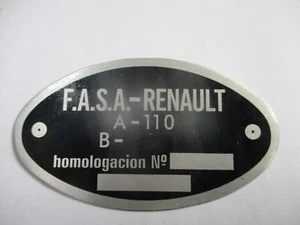 F.A.S.A.-RENAULT
A-110
B-
homologacion Nº